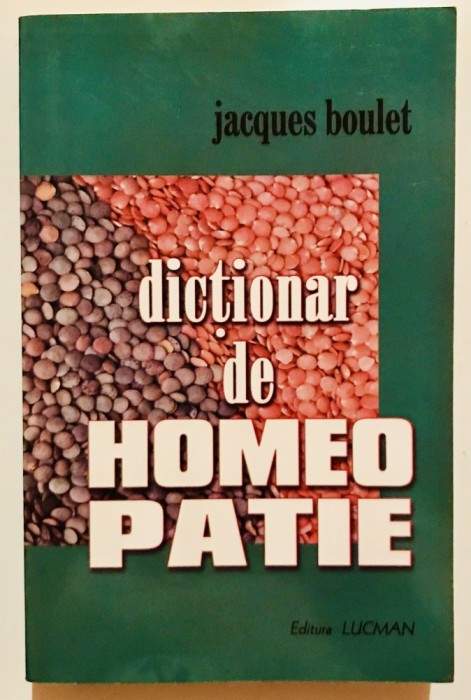 jacques boulet
dicționar
de
HOMEO
PATIE
Editura LUCMAN